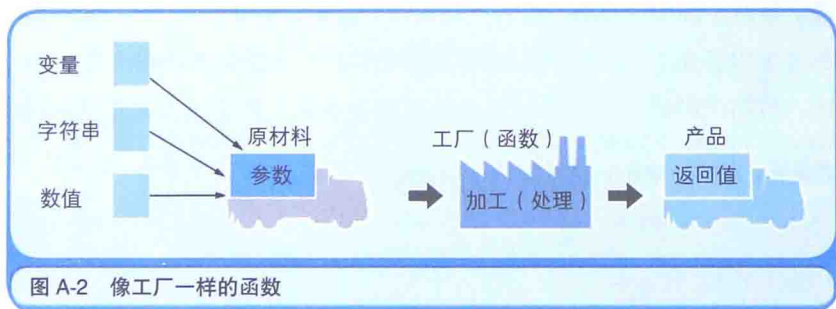 变量
字符串
数值
原材料
参数
工厂（函数）
加工（处理）
产品
返回值
图 A-2 像工厂一样的函数